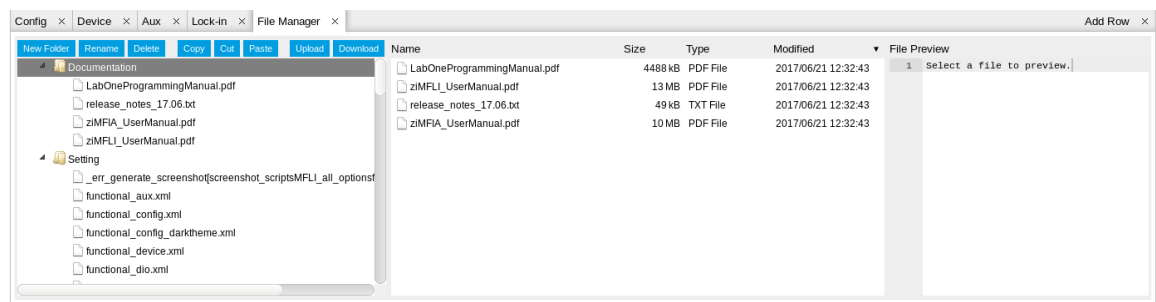 Config × Device × Aux × Lock-in × File Manager × Add Row ×
New Folder Rename Delete Copy Cut Paste Upload Download Name Size Type Modified ▼ File Preview
Documentation
LabOneProgrammingManual.pdf
release_notes_17.06.txt
ziMFIA_UserManual.pdf
ziMFLI_UserManual.pdf
Setting
_err_generate_screenshot[screenshot_scriptsMFLI_all_optionsf
functional_aux.xml
functional_config.xml
functional_config_darktheme.xml
functional_device.xml
functional_dio.xml
LabOneProgrammingManual.pdf 4488 kB PDF File 2017/06/21 12:32:43
ziMFLI_UserManual.pdf 13 MB PDF File 2017/06/21 12:32:43
release_notes_17.06.txt 49 kB TXT File 2017/06/21 12:32:43
ziMFIA_UserManual.pdf 10 MB PDF File 2017/06/21 12:32:43
1 Select a file to preview.